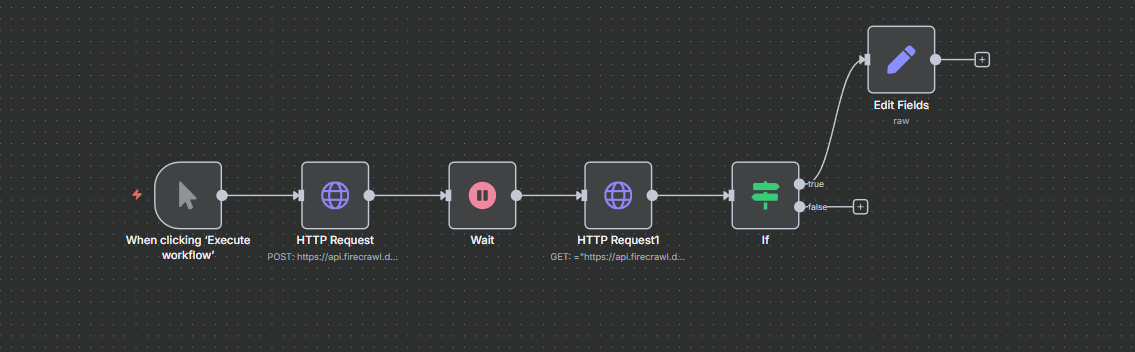 Edit Fields
raw
true
false
When clicking ‘Execute
workflow’
HTTP Request
POST: https://api.firecrawl.d...
Wait
HTTP Request1
GET: ="https://api.firecrawl.d...
If